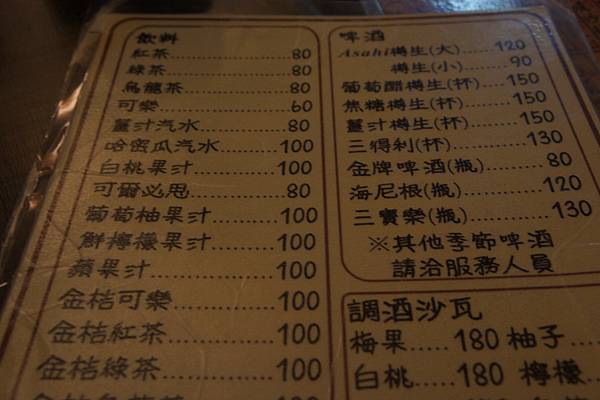 飲料
紅茶..................80
綠茶..................80
烏龍茶...............80
可樂..................60
薑汁汽水............80
哈密瓜汽水.........100
白桃果汁............100
可爾必思............80
葡萄柚果汁.........100
鮮檸檬果汁.........100
蘋果汁...............100
金桔可樂............100
金桔紅茶............100
金桔綠茶............100
啤酒
Asahi樽生(大)......120
樽生(小)......90
葡萄醋樽生(杯)......150
焦糖樽生(杯)......150
薑汁樽生(杯)......150
三得利(杯)............130
金牌啤酒(瓶).........80
海尼根(瓶)............120
三寶樂(瓶)............130
※其他季節啤酒
請洽服務人員
調酒沙瓦
梅果......180 柚子......
白桃......180 檸檬......